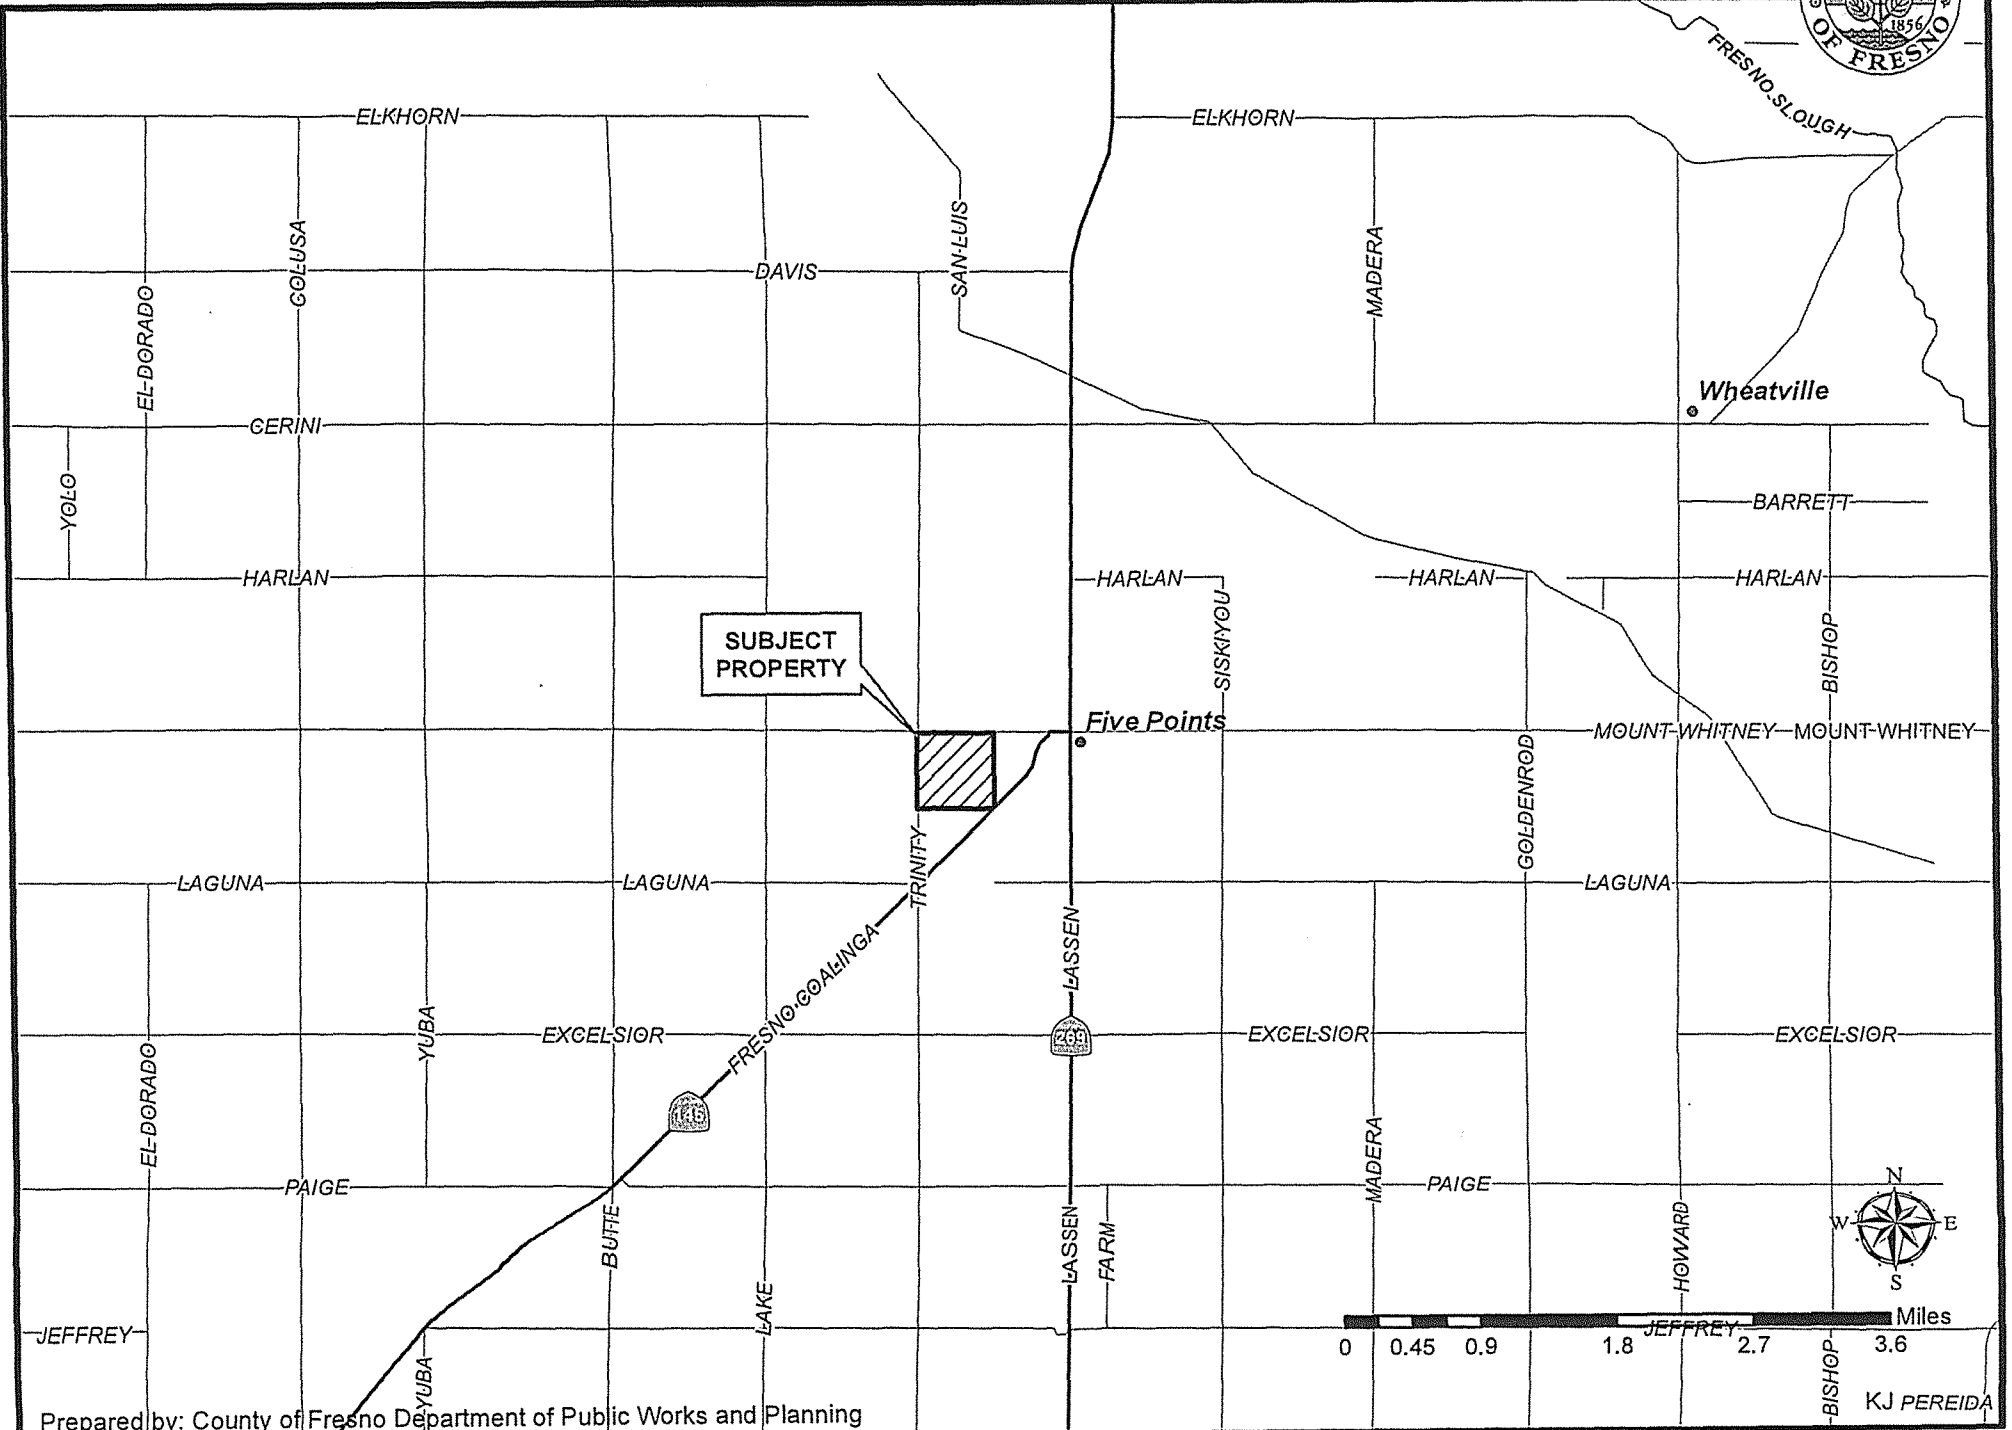 1856
OF FRESNO
FRESNO SLOUGH
ELKHORN
ELKHORN
SAN LUIS
COLUSA
MADERA
DAVIS
EL DORADO
Wheatville
CERINI
YOLO
BARRETT
HARLAN
HARLAN
HARLAN
HARLAN
SISKIYOU
BISHOP
SUBJECT
PROPERTY
Five Points
MOUNT WHITNEY
MOUNT WHITNEY
GOLDENROD
TRINITY
LAGUNA
LAGUNA
LAGUNA
LASSEN
FRESNO-COALINGA
YUBA
EXCELSIOR
269
EXCELSIOR
EXCELSIOR
EL DORADO
145
MADERA
PAIGE
PAIGE
N
W
E
S
BUTTE
LASSEN
FARM
HOWARD
LAKE
JEFFREY
JEFFREY
Miles
0 0.45 0.9 1.8 2.7 3.6
YUBA
BISHOP
KJ PEREIDA
Prepared by: County of Fresno Department of Public Works and Planning